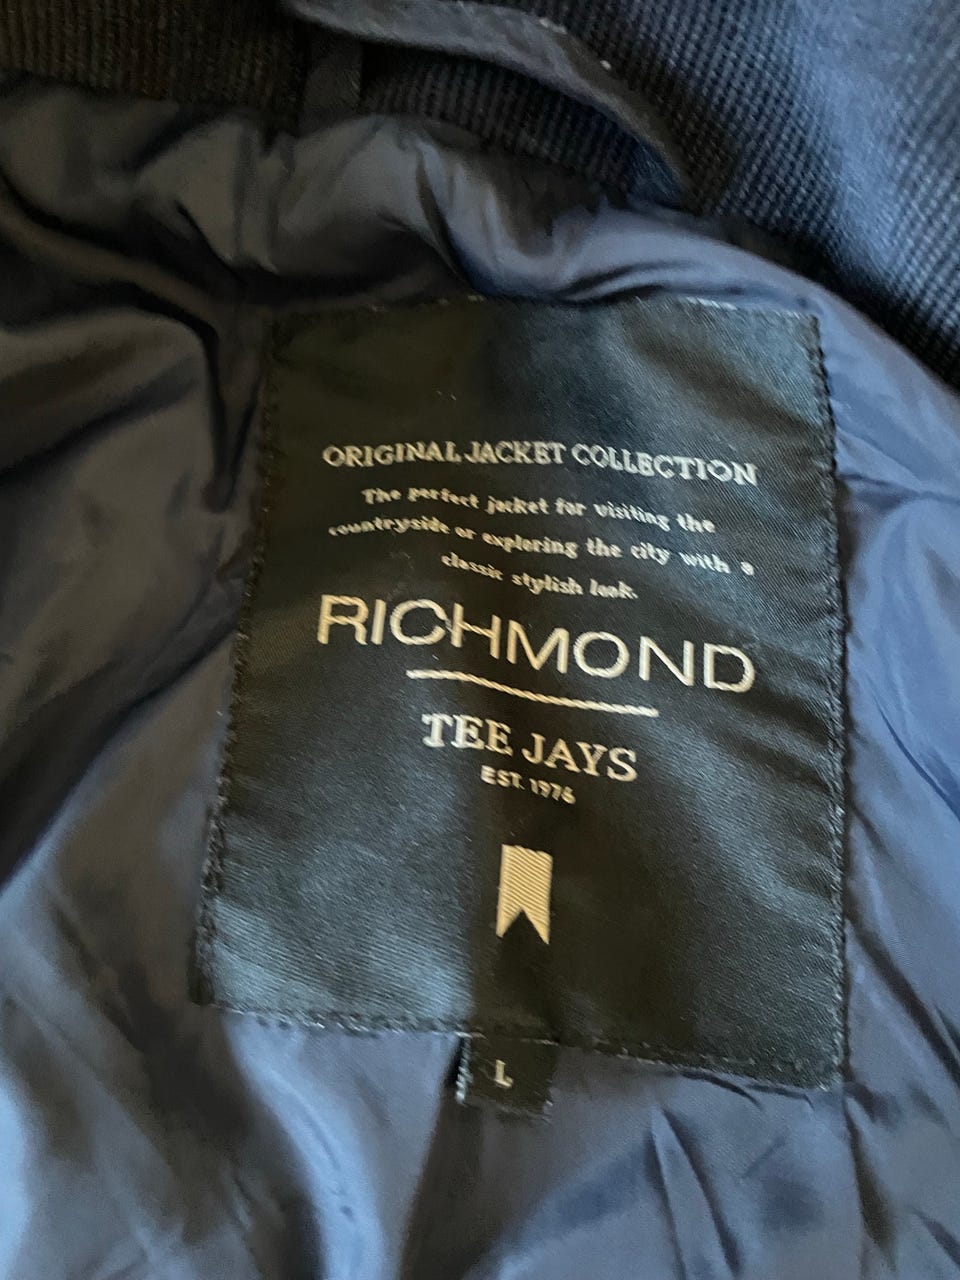 ORIGINAL JACKET COLLECTION
The perfect jacket for visiting the
countryside or exploring the city with a
classic stylish look.
RICHMOND
TEE JAYS
EST. 1976
L